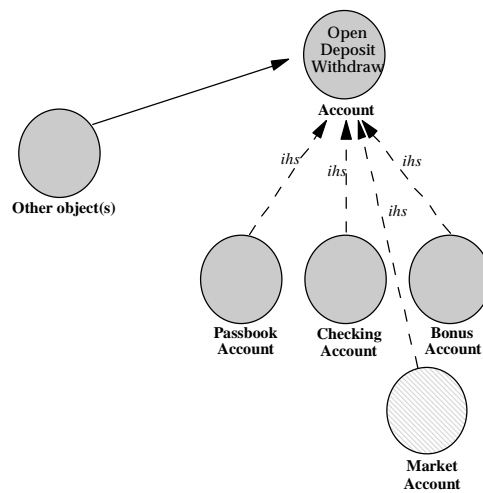 Open
Deposit
Withdraw
Account
ihs
ihs
ihs
ihs
Other object(s)
Passbook
Account
Checking
Account
Bonus
Account
Market
Account